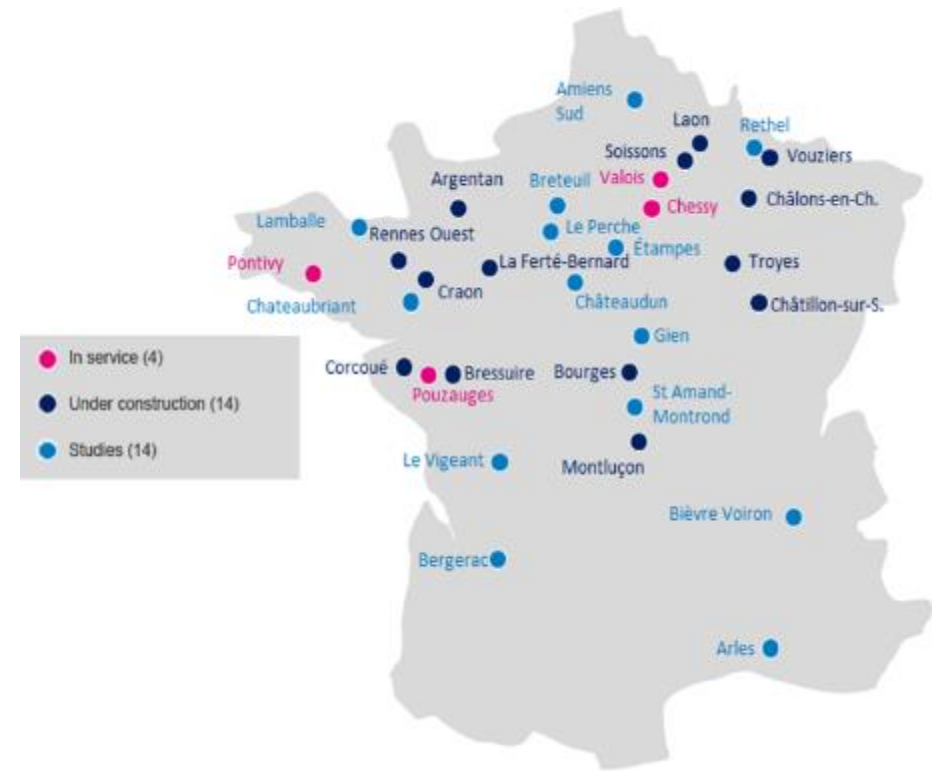 Amiens
Sud
Laon
Rethel
Soissons
Vouziers
Argentan
Breteuil
Valois
Châlons-en-Ch.
Chessy
Lamballe
Le Perche
Rennes Ouest
Étampes
Pontivy
La Ferté-Bernard
Troyes
Craon
Chateaubriant
Châteaudun
Châtillon-sur-S.
Gien
In service (4)
Corcoué
Bressuire
Bourges
Pouzauges
St Amand-
Montrond
Under construction (14)
Studies (14)
Le Vigeant
Montluçon
Bièvre Voiron
Bergerac
Arles